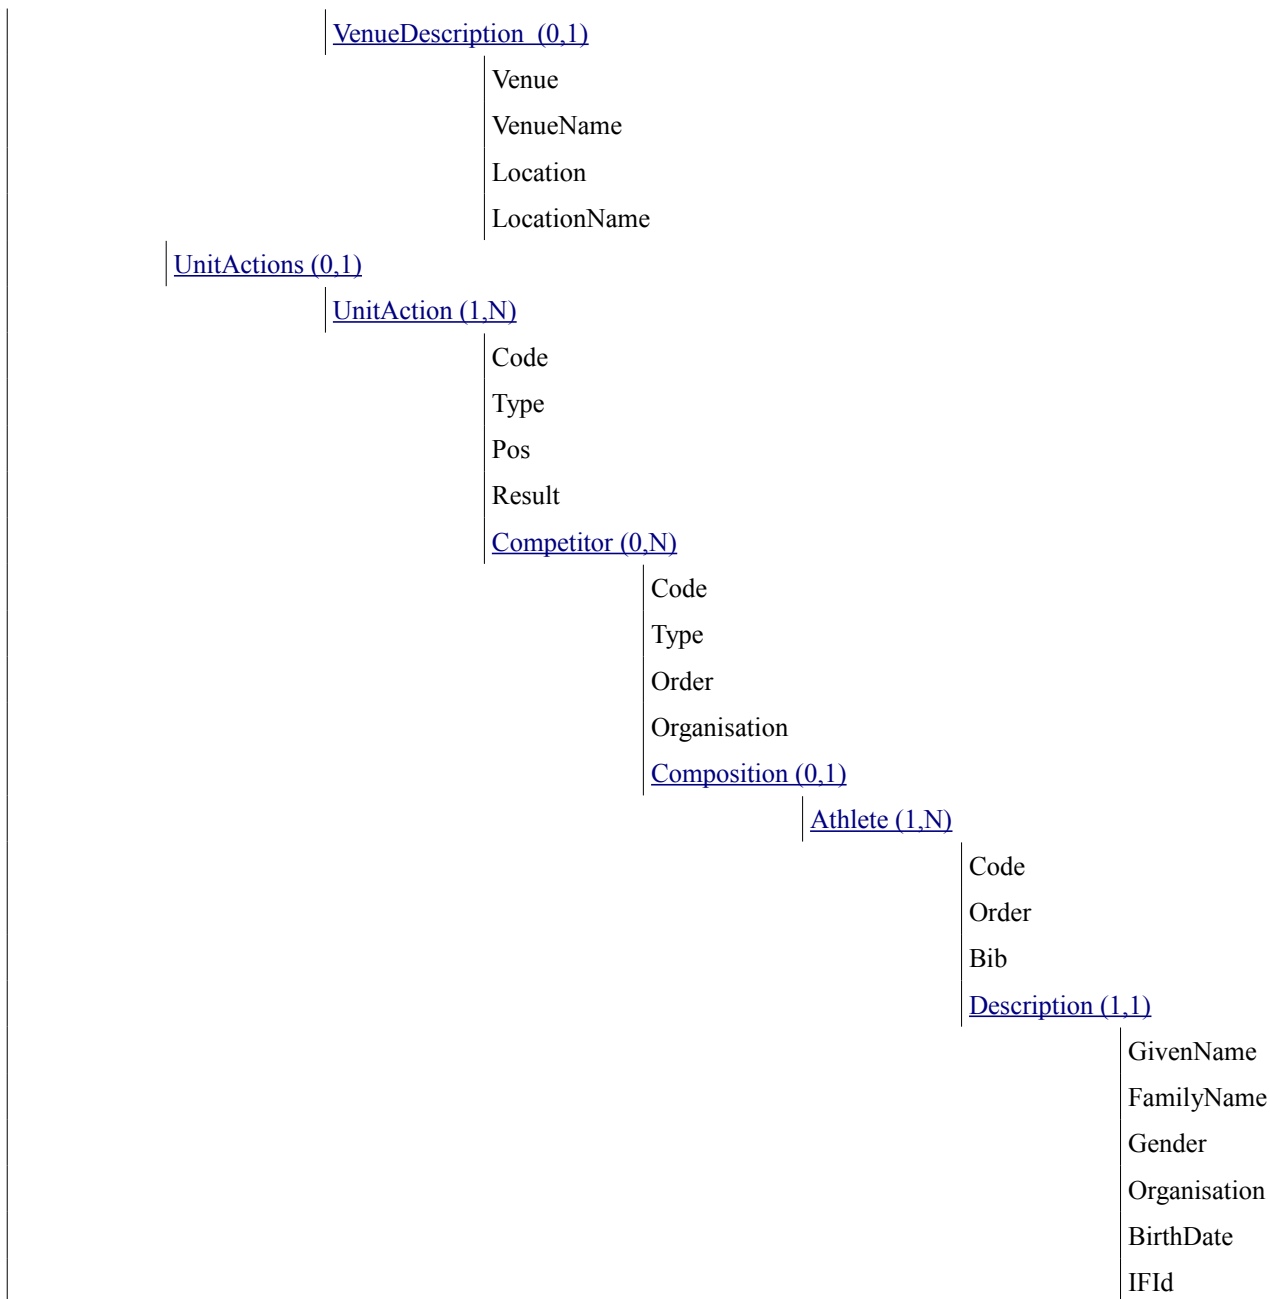 VenueDescription  (0,1)
Venue
VenueName
Location
LocationName
UnitActions (0,1)
UnitAction (1,N)
Code
Type
Pos
Result
Competitor (0,N)
Code
Type
Order
Organisation
Composition (0,1)
Athlete (1,N)
Code
Order
Bib
Description (1,1)
GivenName
FamilyName
Gender
Organisation
BirthDate
IFId